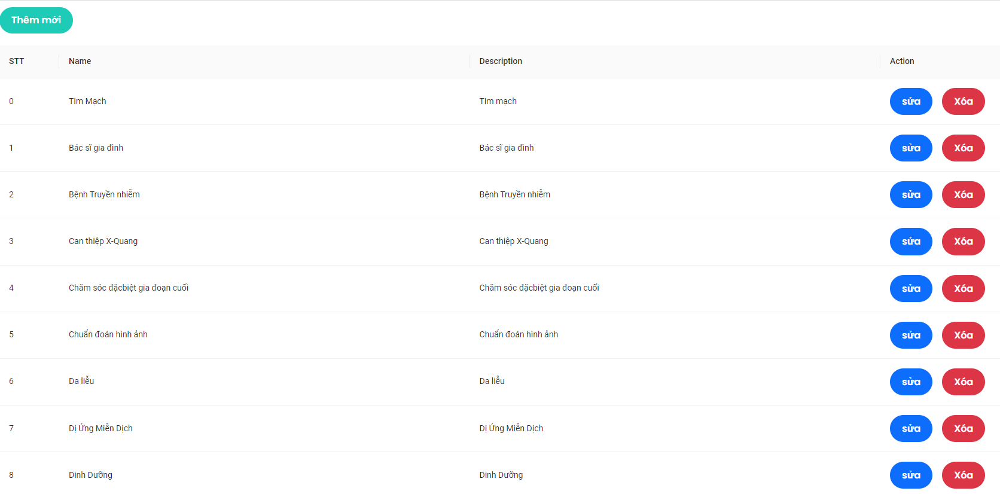 Thêm mới
STT Name Description Action
0 Tim Mạch Tim mạch sửa Xóa
1 Bác sĩ gia đình Bác sĩ gia đình sửa Xóa
2 Bệnh Truyền nhiễm Bệnh Truyền nhiễm sửa Xóa
3 Can thiệp X-Quang Can thiệp X-Quang sửa Xóa
4 Chăm sóc đặcbiệt gia đoạn cuối Chăm sóc đặcbiệt gia đoạn cuối sửa Xóa
5 Chuẩn đoán hình ảnh Chuẩn đoán hình ảnh sửa Xóa
6 Da liễu Da liễu sửa Xóa
7 Dị Ứng Miễn Dịch Dị Ứng Miễn Dịch sửa Xóa
8 Dinh Dưỡng Dinh Dưỡng sửa Xóa